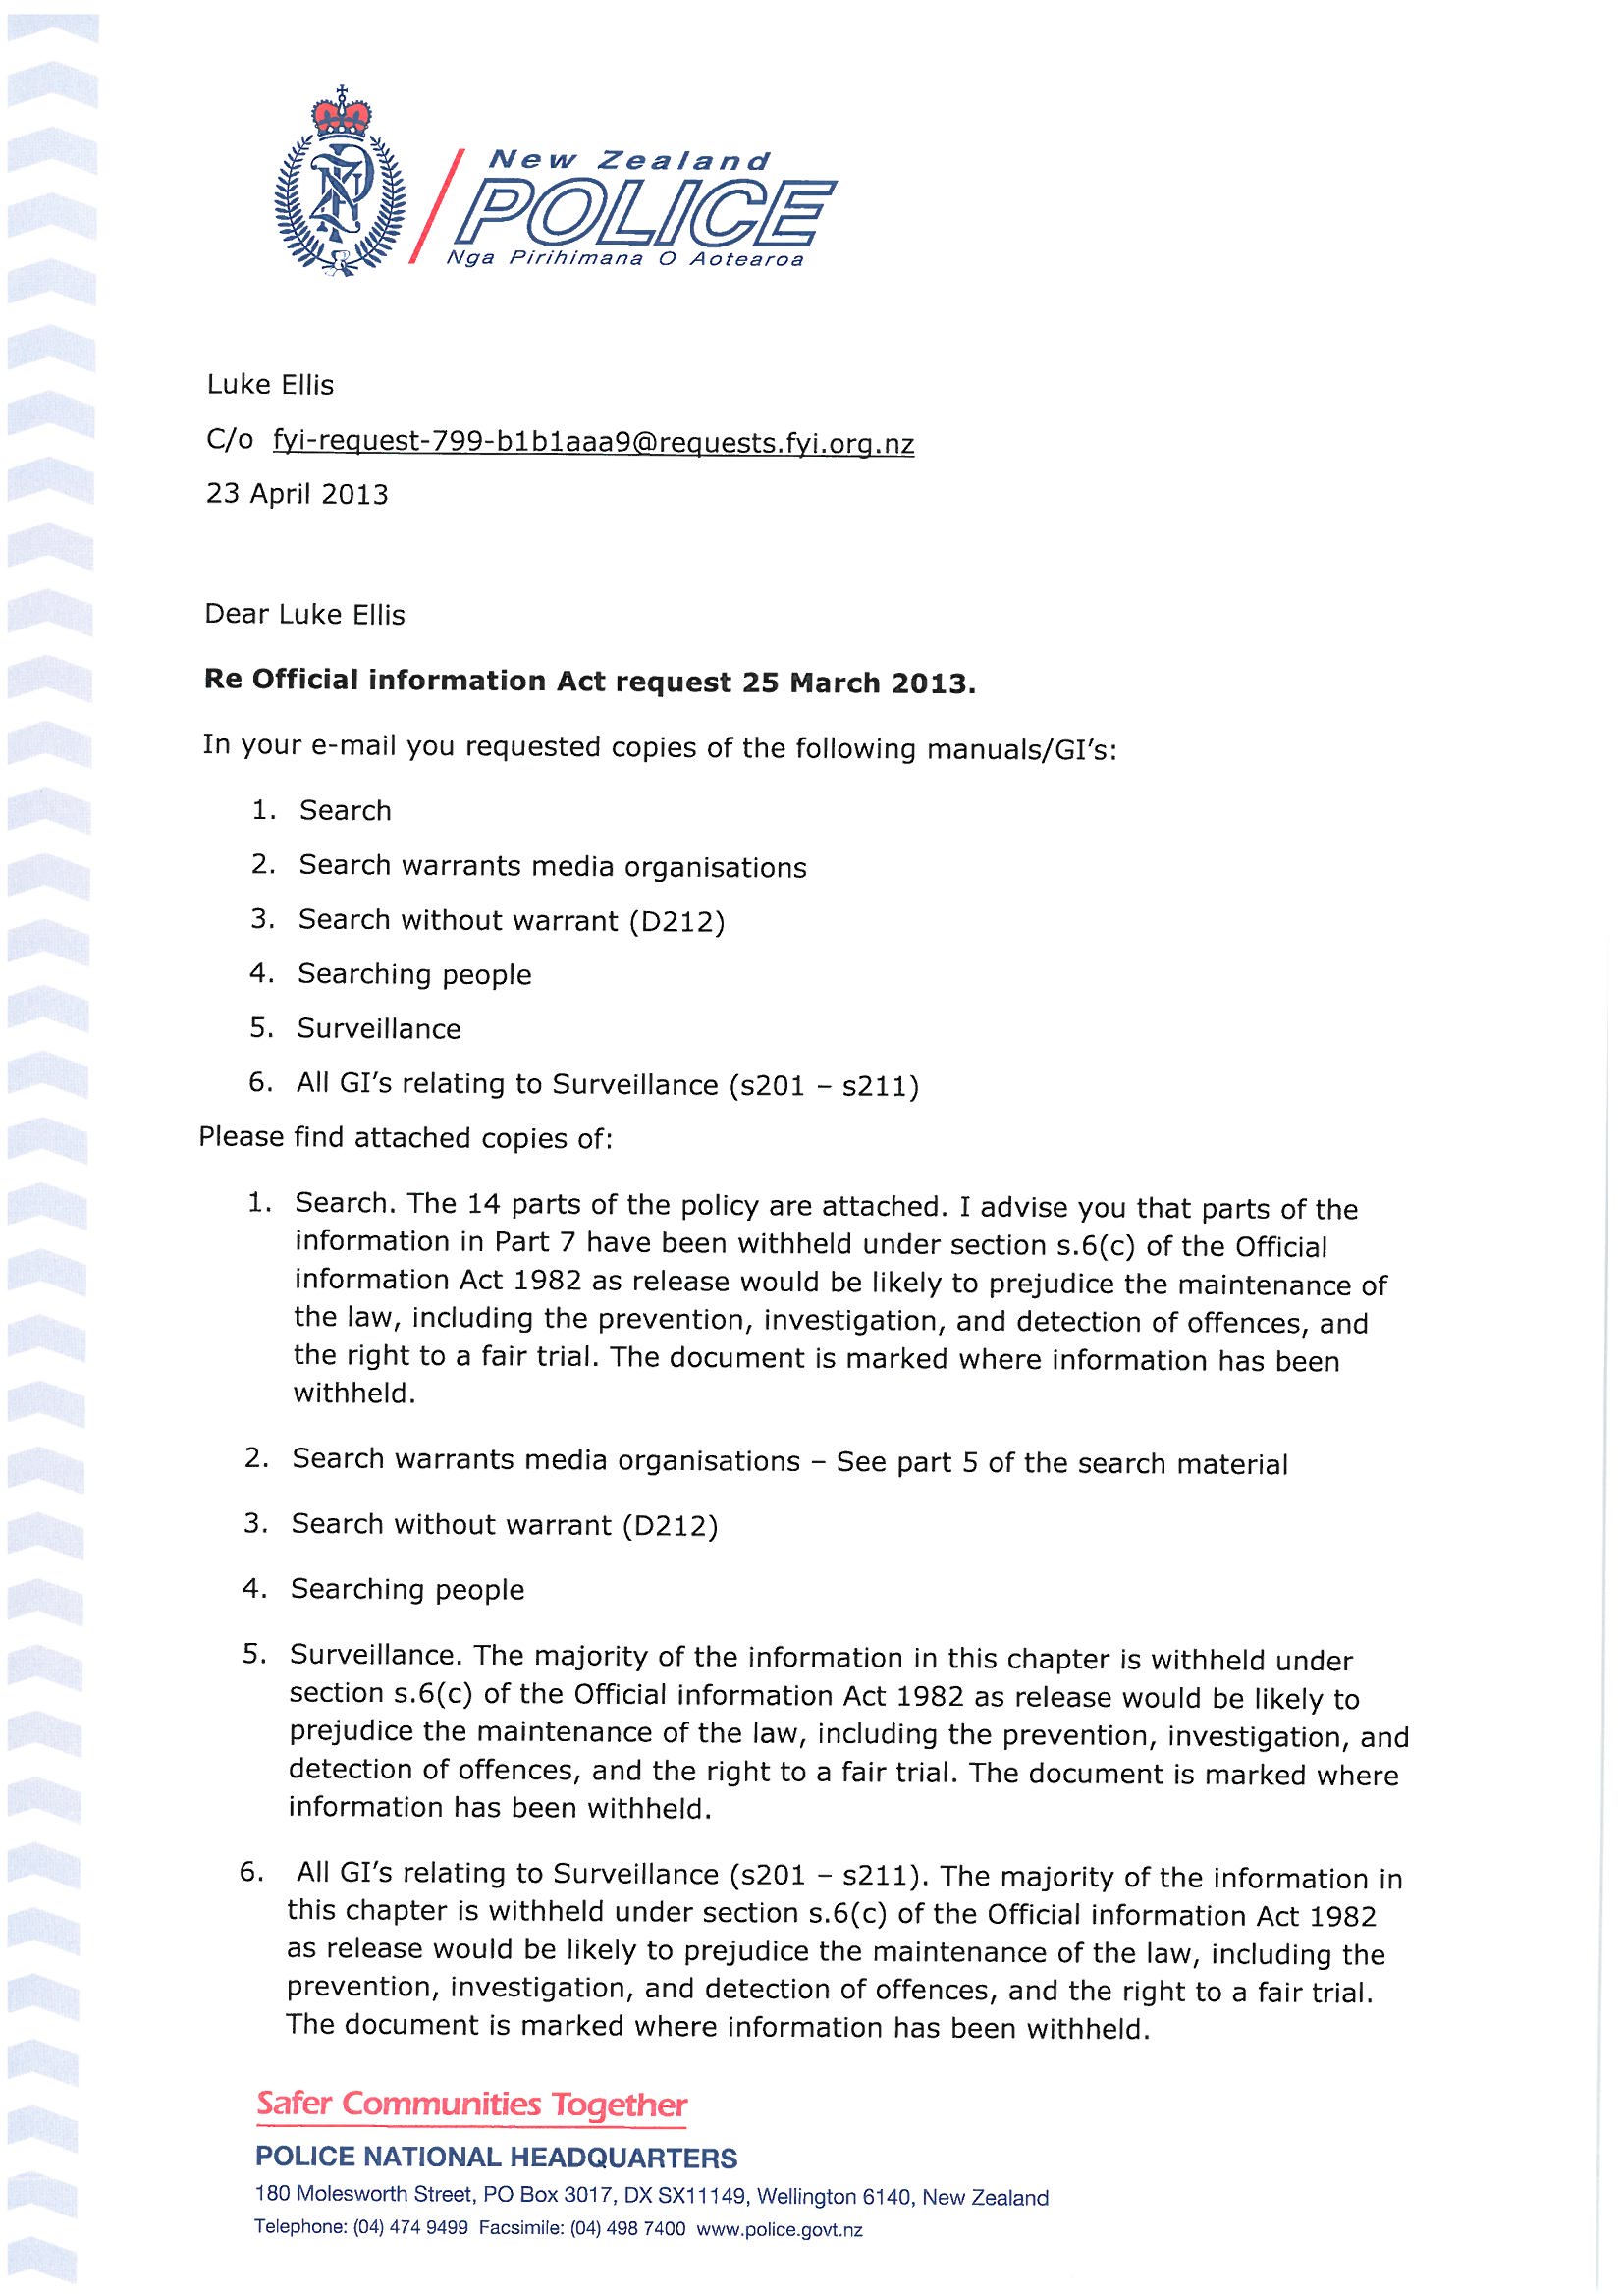 New Zealand
POLICE
Nga Pirihimana O Aotearoa
Luke Ellis
C/o fyi-request-799-b1b1aaa9@requests.fyi.org.nz
23 April 2013
Dear Luke Ellis
Re Official information Act request 25 March 2013.
In your e-mail you requested copies of the following manuals/GI's:
1. Search
2. Search warrants media organisations
3. Search without warrant (D212)
4. Searching people
5. Surveillance
6. All GI's relating to Surveillance (s201 – s211)
Please find attached copies of:
1. Search. The 14 parts of the policy are attached. I advise you that parts of the
information in Part 7 have been withheld under section s.6(c) of the Official
information Act 1982 as release would be likely to prejudice the maintenance of
the law, including the prevention, investigation, and detection of offences, and
the right to a fair trial. The document is marked where information has been
withheld.
2. Search warrants media organisations – See part 5 of the search material
3. Search without warrant (D212)
4. Searching people
5. Surveillance. The majority of the information in this chapter is withheld under
section s.6(c) of the Official information Act 1982 as release would be likely to
prejudice the maintenance of the law, including the prevention, investigation, and
detection of offences, and the right to a fair trial. The document is marked where
information has been withheld.
6. All GI's relating to Surveillance (s201 – s211). The majority of the information in
this chapter is withheld under section s.6(c) of the Official information Act 1982
as release would be likely to prejudice the maintenance of the law, including the
prevention, investigation, and detection of offences, and the right to a fair trial.
The document is marked where information has been withheld.
Safer Communities Together
POLICE NATIONAL HEADQUARTERS
180 Molesworth Street, PO Box 3017, DX SX11149, Wellington 6140, New Zealand
Telephone: (04) 474 9499 Facsimile: (04) 498 7400 www.police.govt.nz